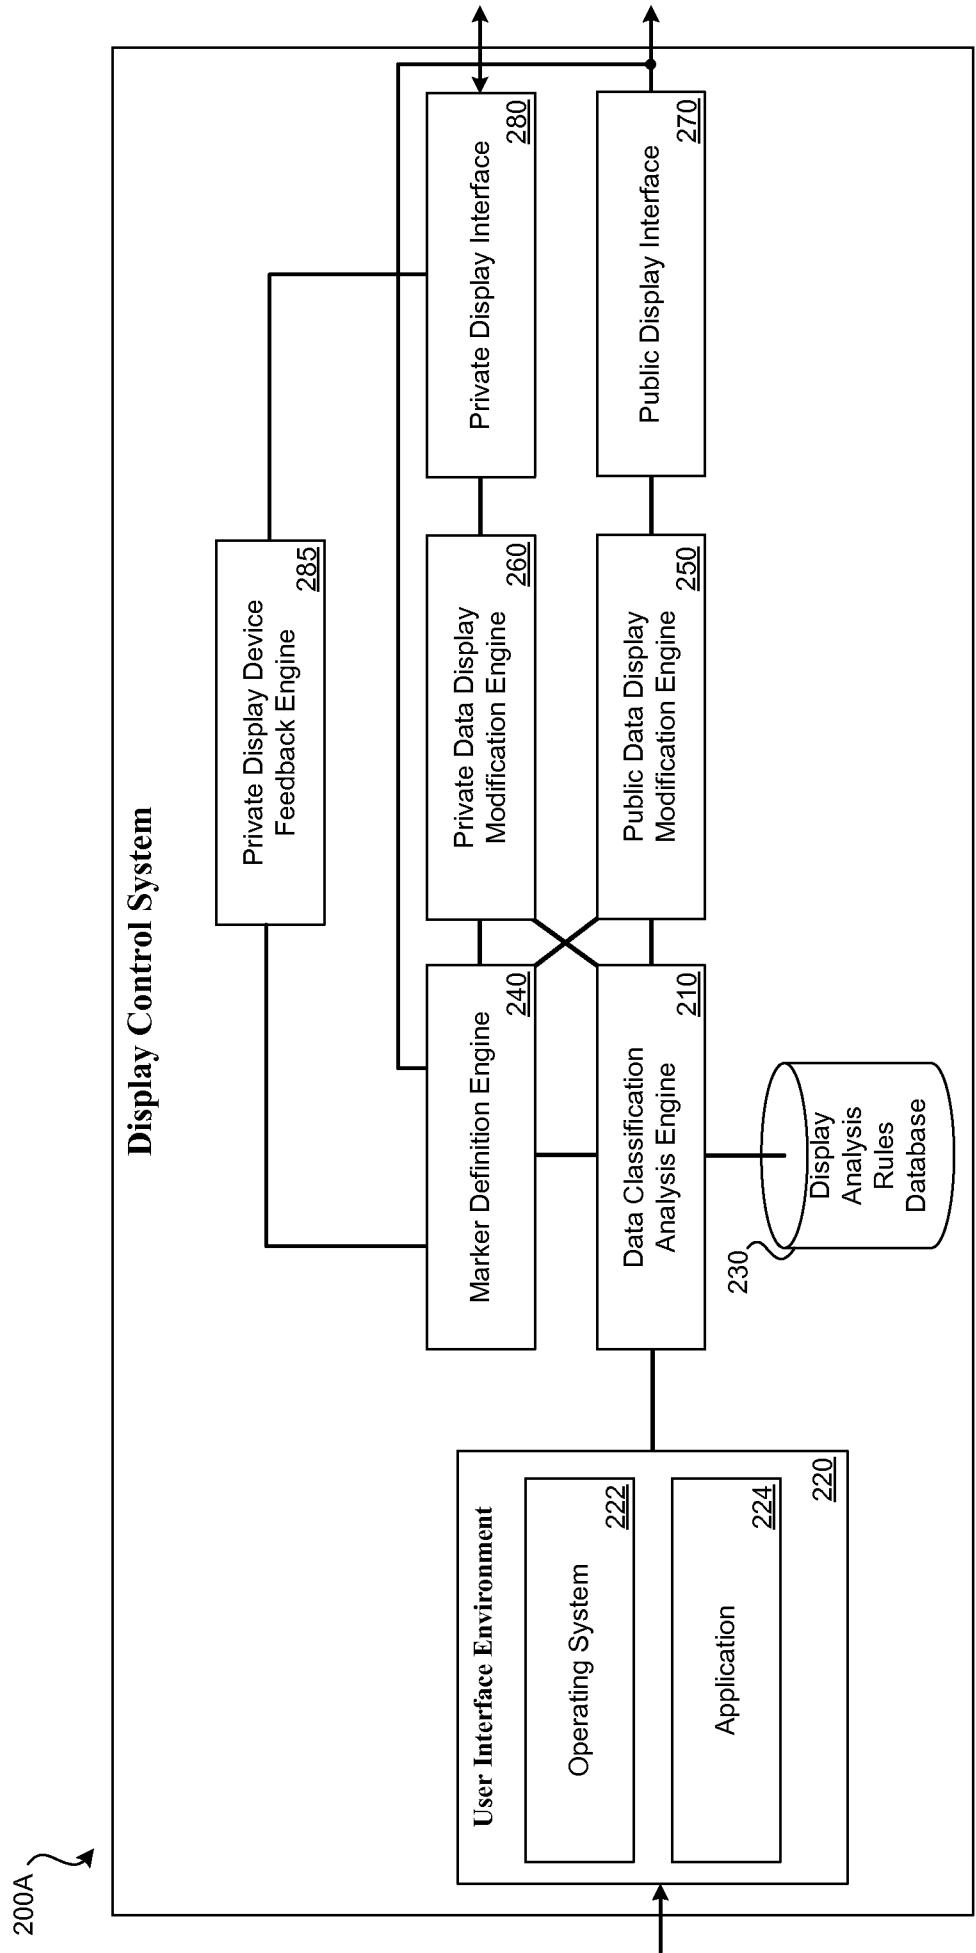 200A
Display Control System
User Interface Environment
Operating System
222
Application
224
220
Marker Definition Engine
240
Data Classification
Analysis Engine
210
Display
Analysis
Rules
Database
230
Private Display Device
Feedback Engine
285
Private Data Display
Modification Engine
260
Public Data Display
Modification Engine
250
Private Display Interface
280
Public Display Interface
270